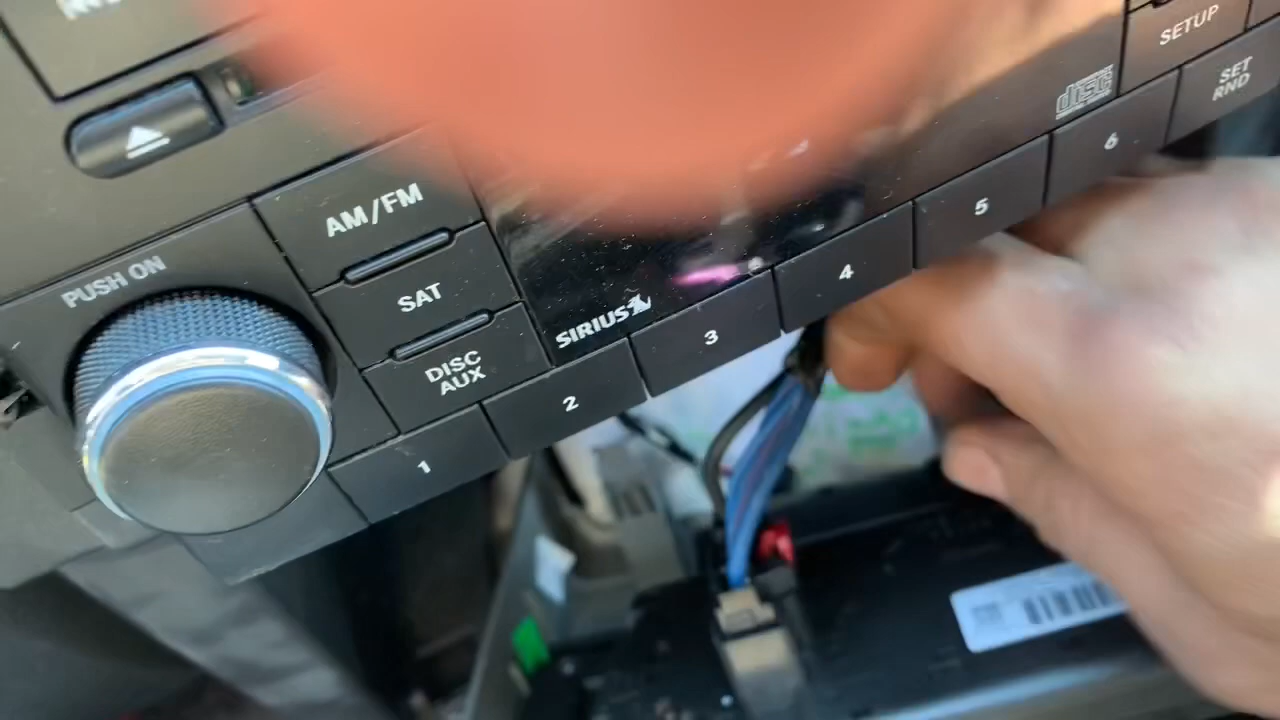 SETUP
SET
RND
disc
6
5
4
AM/FM
PUSH ON
SAT
SIRIUS
3
DISC
AUX
2
1